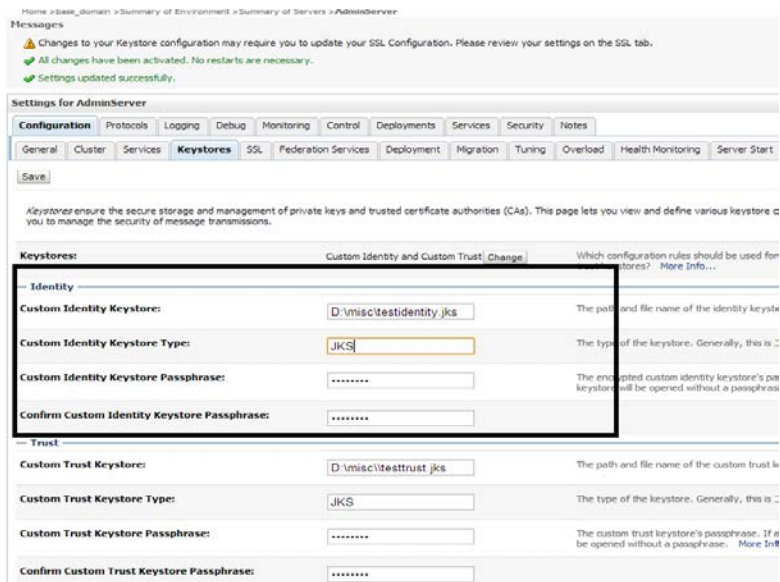 Home >base_domain >Summary of Environment >Summary of Servers >AdminServer
Messages
Changes to your Keystore configuration may require you to update your SSL Configuration. Please review your settings on the SSL tab.
All changes have been activated. No restarts are necessary.
Settings updated successfully.
Settings for AdminServer
Configuration Protocols Logging Debug Monitoring Control Deployments Services Security Notes
General Cluster Services Keystores SSL Federation Services Deployment Migration Tuning Overload Health Monitoring Server Start
Save
Keystores ensure the secure storage and management of private keys and trusted certificate authorities (CAs). This page lets you view and define various keystore
you to manage the security of message transmissions.
Keystores: Custom Identity and Custom Trust Change Which configuration rules should be used for
stores? More Info...
Identity
Custom Identity Keystore: D:\misc\testidentity.jks The path and file name of the identity
Custom Identity Keystore Type: JKS The type of the keystore. Generally, this is
Custom Identity Keystore Passphrase: •••••••• The encrypted custom identity keystore's
keystore will be opened without a
Confirm Custom Identity Keystore Passphrase: ••••••••
Trust
Custom Trust Keystore: D:\misc\\testtrust.jks The path and file name of the custom trust
Custom Trust Keystore Type: JKS The type of the keystore. Generally, this is
Custom Trust Keystore Passphrase: •••••••• The custom trust keystore's passphrase. If
be opened without a passphrase. More
Confirm Custom Trust Keystore Passphrase: ••••••••